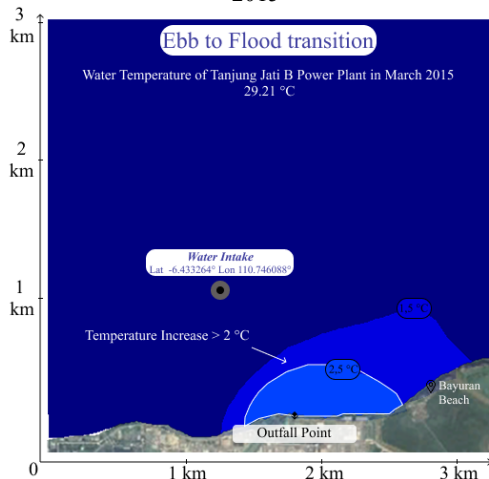 3
km
Ebb to Flood transition
Water Temperature of Tanjung Jati B Power Plant in March 2015
29.21 °C
2
km
Water Intake
Lat -6.433264° Lon 110.746088°
1
km
1,5 °C
Temperature Increase > 2 °C
2,5 °C
Bayuran
Beach
Outfall Point
0
1 km
2 km
3 km